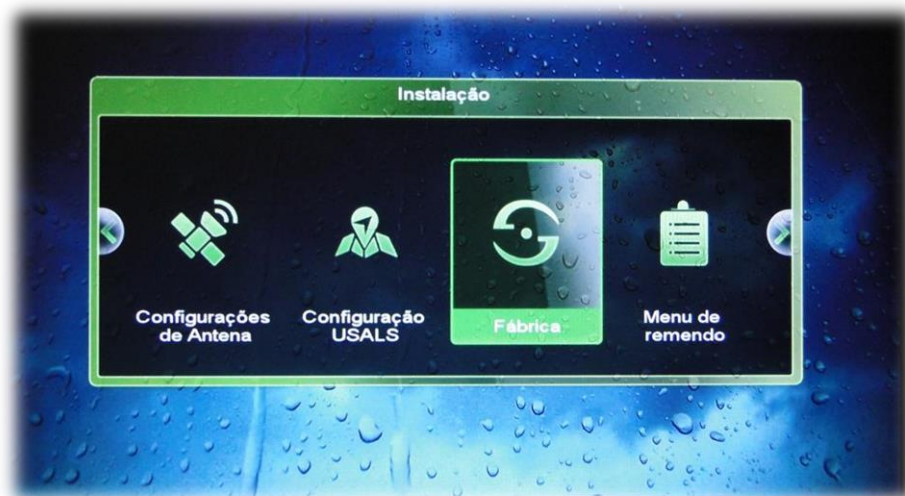 Instalação
Configurações
de Antena
Configuração
USALS
Fábrica
Menu de
remendo